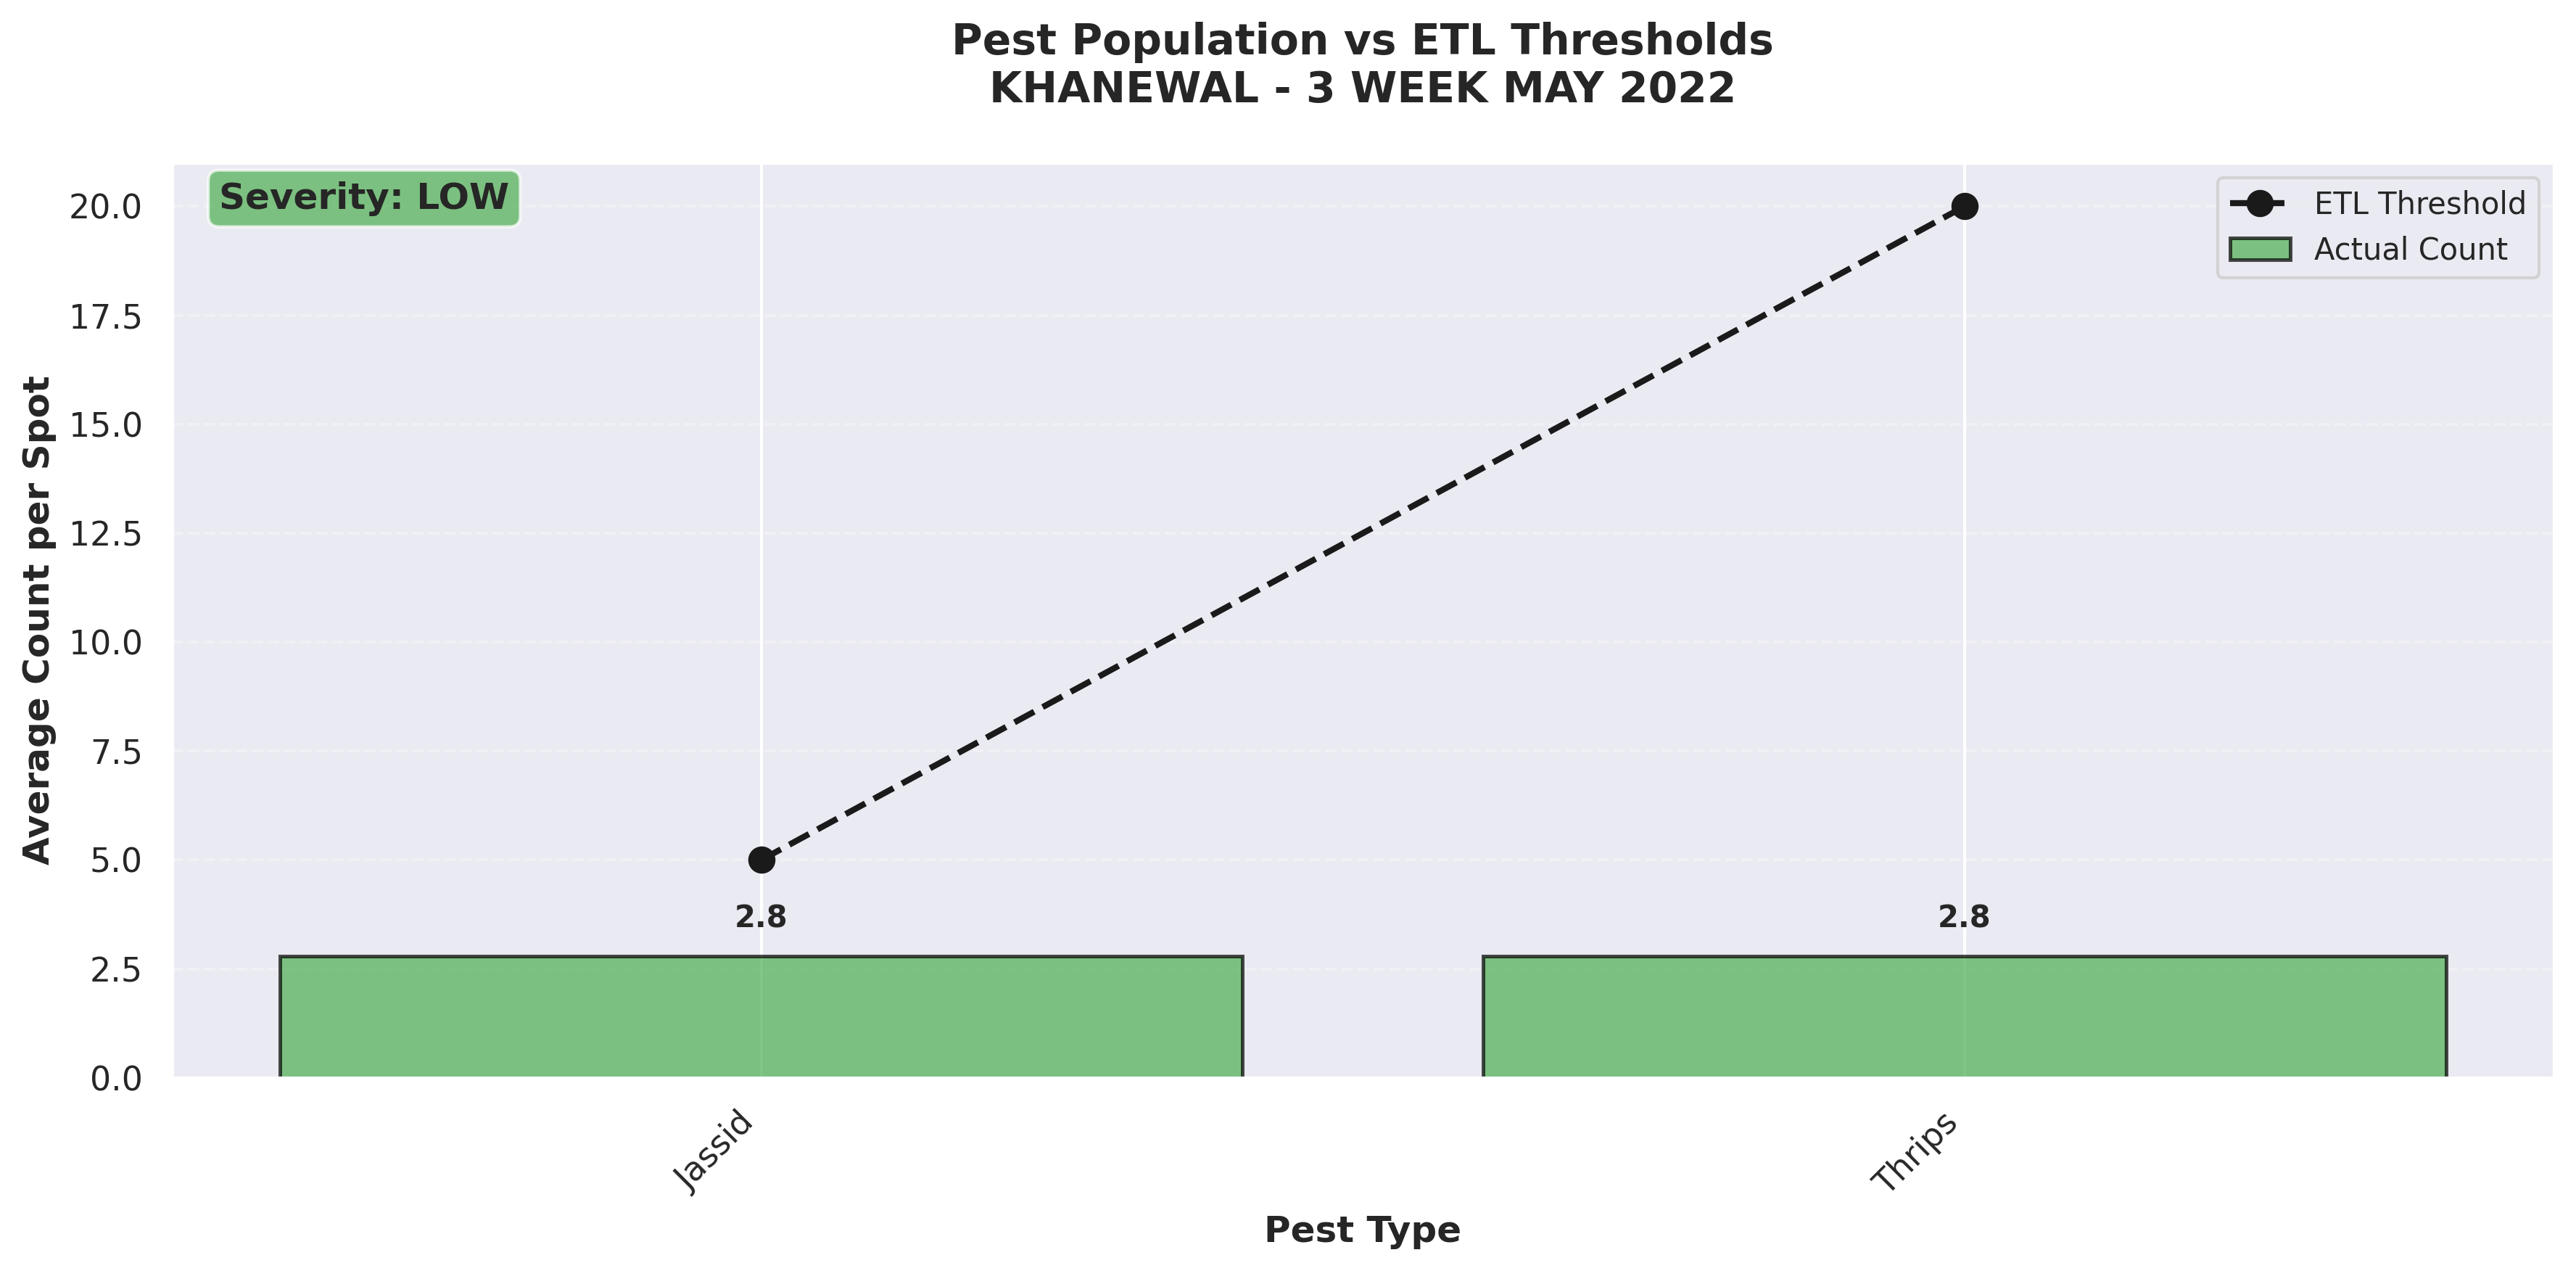 Pest Population vs ETL Thresholds
KHANEWAL - 3 WEEK MAY 2022
Severity: LOW
ETL Threshold
Actual Count
Average Count per Spot
20.0
17.5
15.0
12.5
10.0
7.5
5.0
2.5
0.0
2.8
2.8
Jassid
Thrips
Pest Type